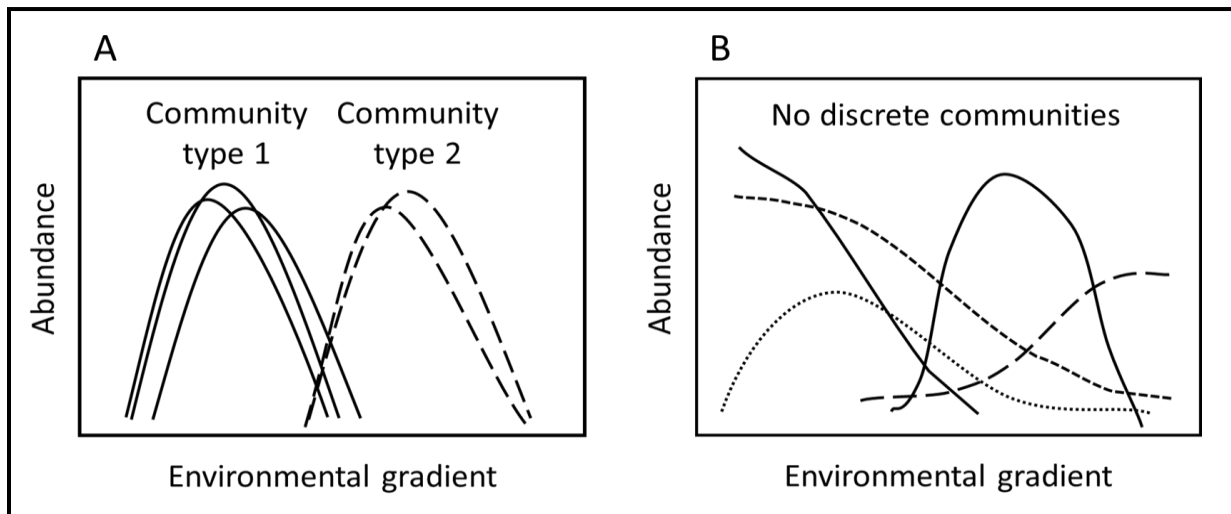 A
Community
type 1
Community
type 2
Abundance
Environmental gradient
B
No discrete communities
Abundance
Environmental gradient